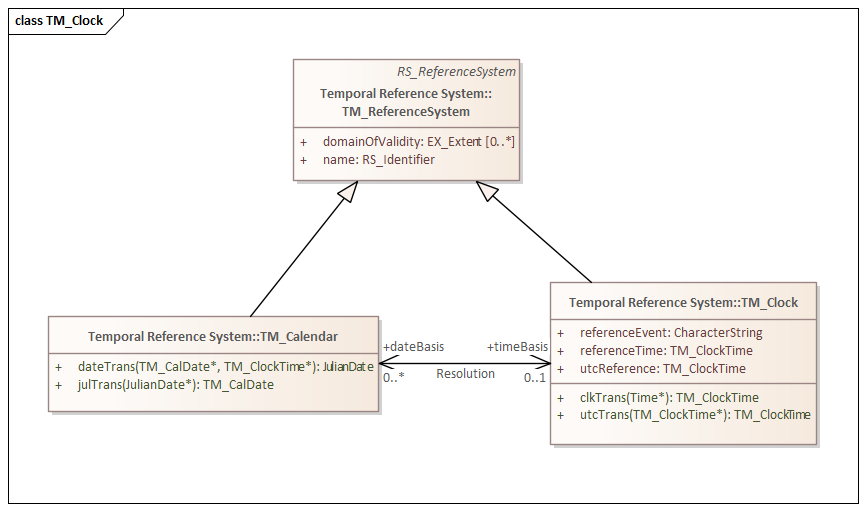 class TM_Clock
RS_ReferenceSystem
Temporal Reference System::
TM_ReferenceSystem
+ domainOfValidity: EX_Extent [0..*]
+ name: RS_Identifier
Temporal Reference System::TM_Calendar
+ dateTrans(TM_CalDate*, TM_ClockTime*): JulianDate
+ julTrans(JulianDate*): TM_CalDate
+dateBasis
+timeBasis
0..*
Resolution
0..1
Temporal Reference System::TM_Clock
+ referenceEvent: CharacterString
+ referenceTime: TM_ClockTime
+ utcReference: TM_ClockTime
+ clkTrans(Time*): TM_ClockTime
+ utcTrans(TM_ClockTime*): TM_ClockTime